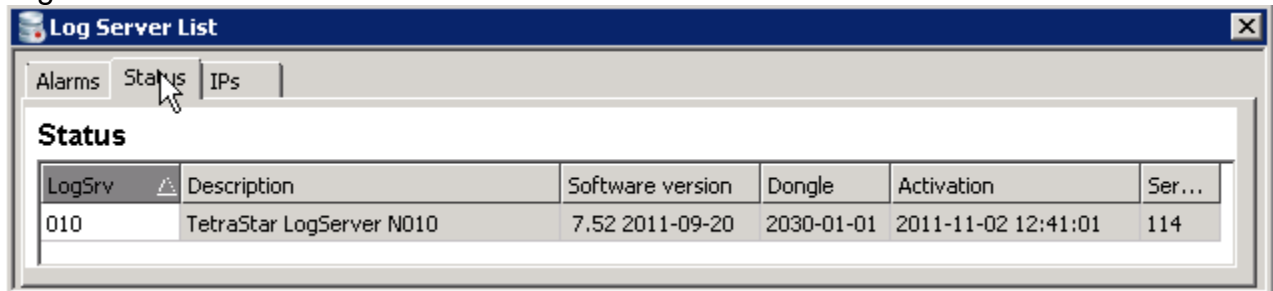 Log Server List
Alarms Status IPs
Status
LogSrv Description Software version Dongle Activation Ser...
010 TetraStar LogServer N010 7.52 2011-09-20 2030-01-01 2011-11-02 12:41:01 114